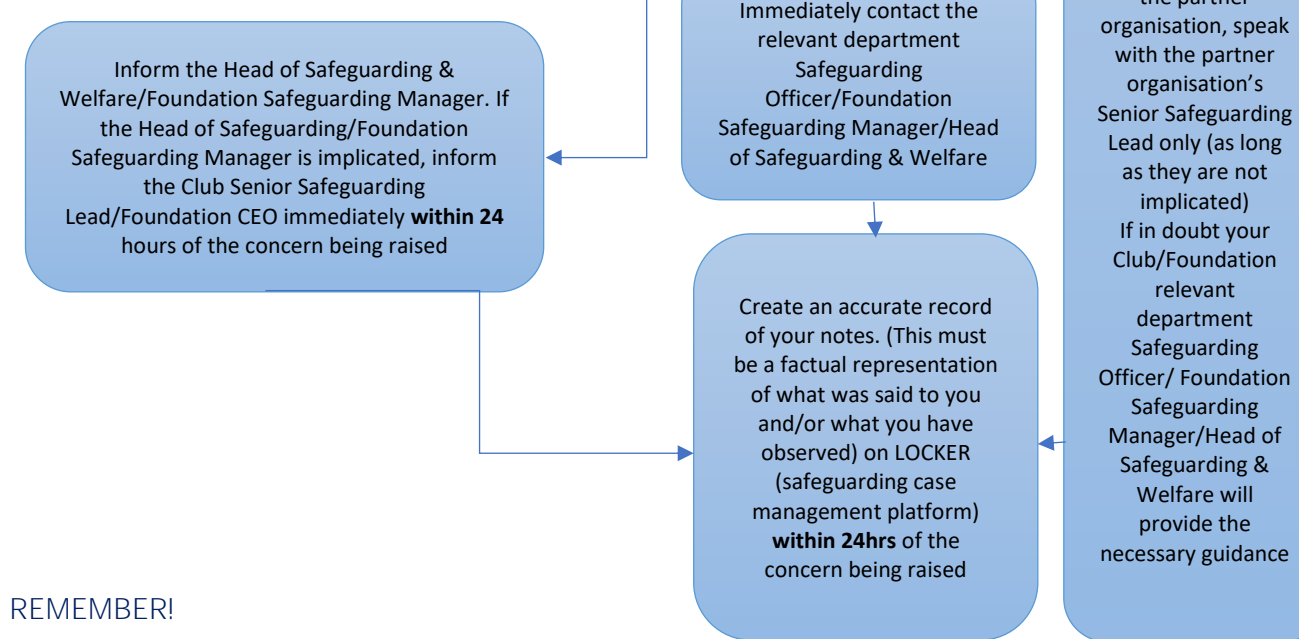 Inform the Head of Safeguarding &
Welfare/Foundation Safeguarding Manager. If
the Head of Safeguarding/Foundation
Safeguarding Manager is implicated, inform
the Club Senior Safeguarding
Lead/Foundation CEO immediately within 24
hours of the concern being raised
Immediately contact the
relevant department
Safeguarding
Officer/Foundation
Safeguarding Manager/Head
of Safeguarding & Welfare
Create an accurate record
of your notes. (This must
be a factual representation
of what was said to you
and/or what you have
observed) on LOCKER
(safeguarding case
management platform)
within 24hrs of the
concern being raised
the partner
organisation, speak
with the partner
organisation’s
Senior Safeguarding
Lead only (as long
as they are not
implicated)
If in doubt your
Club/Foundation
relevant
department
Safeguarding
Officer/ Foundation
Safeguarding
Manager/Head of
Safeguarding &
Welfare will
provide the
necessary guidance
REMEMBER!